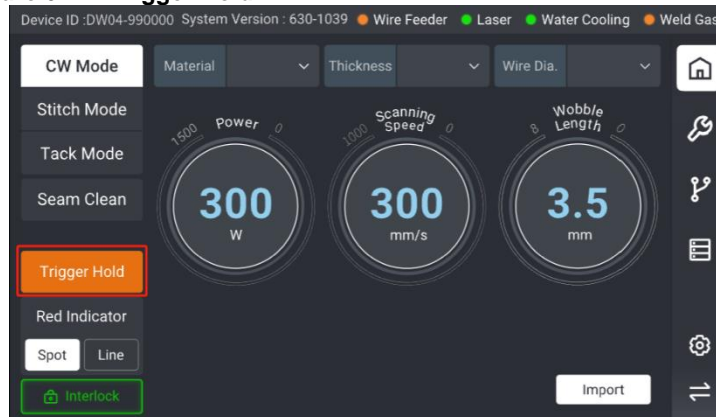 Device ID :DW04-990000 System Version : 630-1039 Wire Feeder Laser Water Cooling Weld Gas
CW Mode
Material
Thickness
Wire Dia.
Stitch Mode
Tack Mode
Seam Clean
Trigger Hold
Red Indicator
Spot
Line
Interlock
1500 Power 0
300
W
1000 Scanning Speed 0
300
mm/s
8 Wobble Length 0
3.5
mm
Import